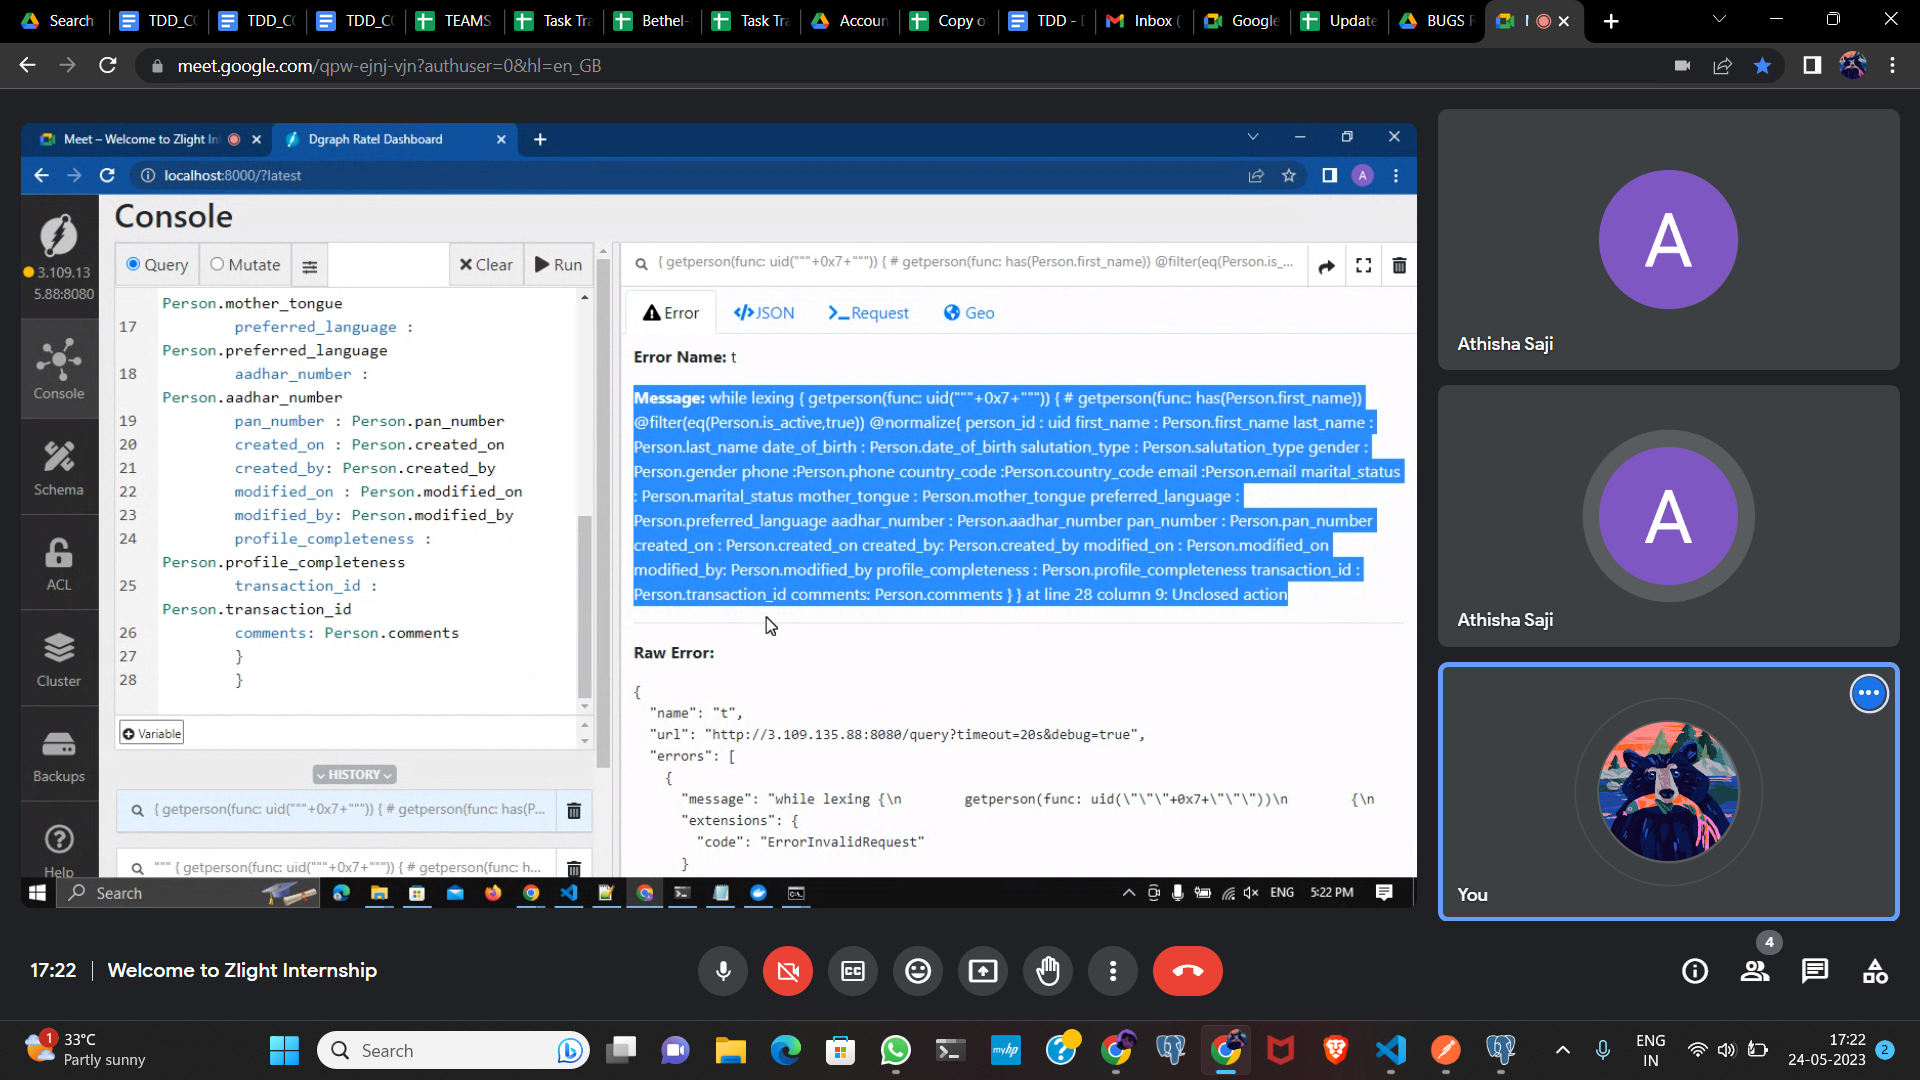 Search
TDD_C
TDD_C
TDD_C
TEAMS
Task Tra
Bethel-
Task Tra
Accoun
Copy o
TDD - D
Inbox (
Google
Update
BUGS R
meet.google.com/qpw-ejnj-vjn?authuser=0&hl=en_GB
Meet – Welcome to Zlight In
Dgraph Ratel Dashboard
localhost:8000/?latest
A
Console
3.109.13
5.88:8080
Console
Schema
ACL
Cluster
Backups
Help
Query
Mutate
Clear
Run
Person.mother_tongue
17 preferred_language :
Person.preferred_language
18 aadhar_number :
Person.aadhar_number
19 pan_number : Person.pan_number
20 created_on : Person.created_on
21 created_by: Person.created_by
22 modified_on : Person.modified_on
23 modified_by: Person.modified_by
24 profile_completeness :
Person.profile_completeness
25 transaction_id :
Person.transaction_id
26 comments: Person.comments
27 }
28 }
Variable
HISTORY
{ getperson(func: uid("""+0x7+""")) { # getperson(func: has(P...
""" { getperson(func: uid("""+0x7+""")) { # getperson(func: h...
{ getperson(func: uid("""+0x7+""")) { # getperson(func: has(Person.first_name)) @filter(eq(Person.is_...
Error
JSON
Request
Geo
Error Name: t
Message: while lexing { getperson(func: uid("""+0x7+""")) { # getperson(func: has(Person.first_name))
@filter(eq(Person.is_active,true)) @normalize{ person_id : uid first_name : Person.first_name last_name :
Person.last_name date_of_birth : Person.date_of_birth salutation_type : Person.salutation_type gender :
Person.gender phone :Person.phone country_code :Person.country_code email :Person.email marital_status
: Person.marital_status mother_tongue : Person.mother_tongue preferred_language :
Person.preferred_language aadhar_number : Person.aadhar_number pan_number : Person.pan_number
created_on : Person.created_on created_by: Person.created_by modified_on : Person.modified_on
modified_by: Person.modified_by profile_completeness : Person.profile_completeness transaction_id :
Person.transaction_id comments: Person.comments } } at line 28 column 9: Unclosed action
Raw Error:
{
"name": "t",
"url": "http://3.109.135.88:8080/query?timeout=20s&debug=true",
"errors": [
{
"message": "while lexing {\n getperson(func: uid(\"\"\"+0x7+\"\"\"))\n {\n
"extensions": {
"code": "ErrorInvalidRequest"
}
Search
ENG
5:22 PM
A
Athisha Saji
A
Athisha Saji
You
17:22 | Welcome to Zlight Internship
4
1
33°C
Partly sunny
Search
myhp
ENG
IN
17:22
24-05-2023
2